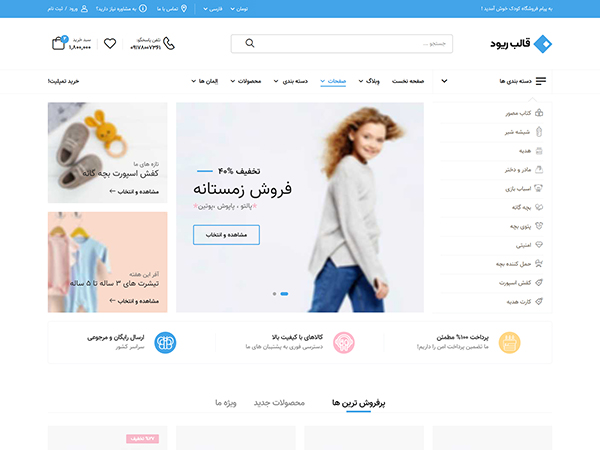 به پیام فروشگاه کودک خوش آمدید !
تومان
فارسی
تماس با ما
به مشاوره نیاز دارید؟
ورود / ثبت نام
قالب ریود
جستجو ...
تلفن پاسخگو:
۰۹۱۷۸۰۰۷۳۶۱
۳
سبد خرید
۱,۸۰۰,۰۰۰
دسته بندی ها
صفحه نخست
وبلاگ
صفحات
دسته بندی
محصولات
المان ها
خرید تمپلیت!
کتاب مصور
شیشه شیر
هدیه
مادر و دختر
اسباب بازی
بچه گانه
پتوی بچه
امنیتی
حمل کننده بچه
کفش اسپورت
کارت هدیه
تخفیف ۴۰%
فروش زمستانه
پالتو ، پاپوش ،پوتین*
مشاهده و انتخاب
تازه های ما
کفش اسپورت بچه گانه
مشاهده و انتخاب
آفر این هفته
تیشرت های ۳ ساله تا ۵ ساله*
مشاهده و انتخاب
پرداخت ۱۰۰% مطمئن
ما تضمین پرداخت امن را داریم!
کالاهای با کیفیت بالا
دسترسی فوری به پشتیبان های ما
ارسال رایگان و مرجوعی
سراسر کشور
پرفروش ترین ها
محصولات جدید
ویژه ما
۲۷% تخفیف